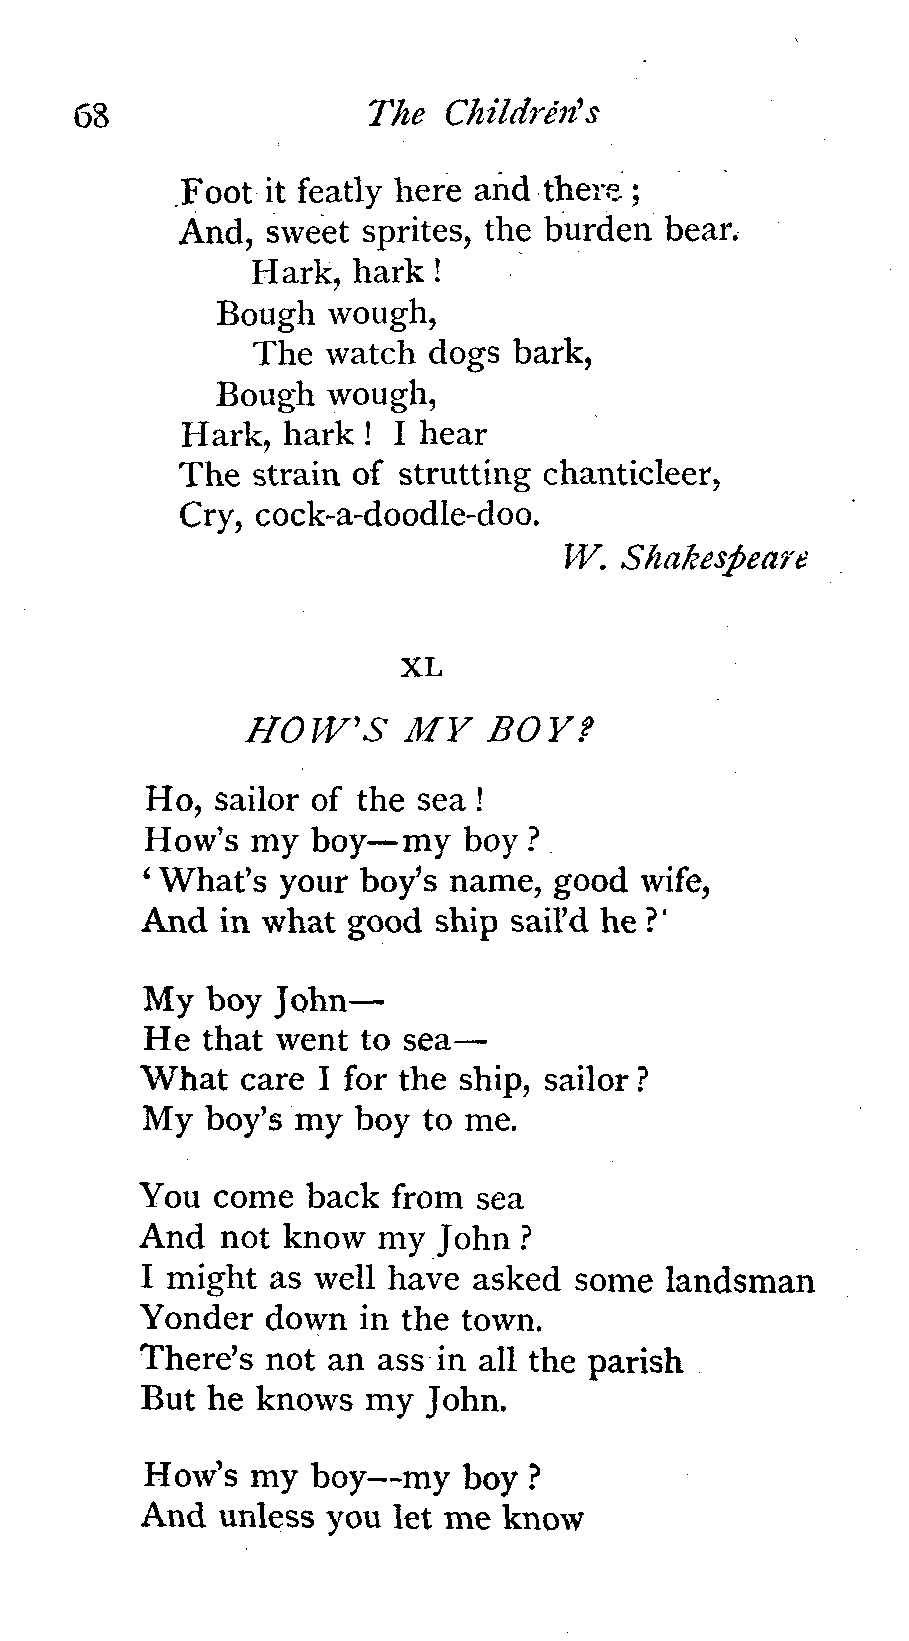 68 The Children's
Foot it featly here and there;
And, sweet sprites, the burden bear.
Hark, hark!
Bough wough,
The watch dogs bark,
Bough wough,
Hark, hark! I hear
The strain of strutting chanticleer,
Cry, cock-a-doodle-doo.
W. Shakespeare
XL
HOW'S MY BOY?
Ho, sailor of the sea!
How's my boy—my boy?
'What's your boy's name, good wife,
And in what good ship sail'd he?'
My boy John—
He that went to sea—
What care I for the ship, sailor?
My boy's my boy to me.
You come back from sea
And not know my John?
I might as well have asked some landsman
Yonder down in the town.
There's not an ass in all the parish
But he knows my John.
How's my boy—my boy?
And unless you let me know